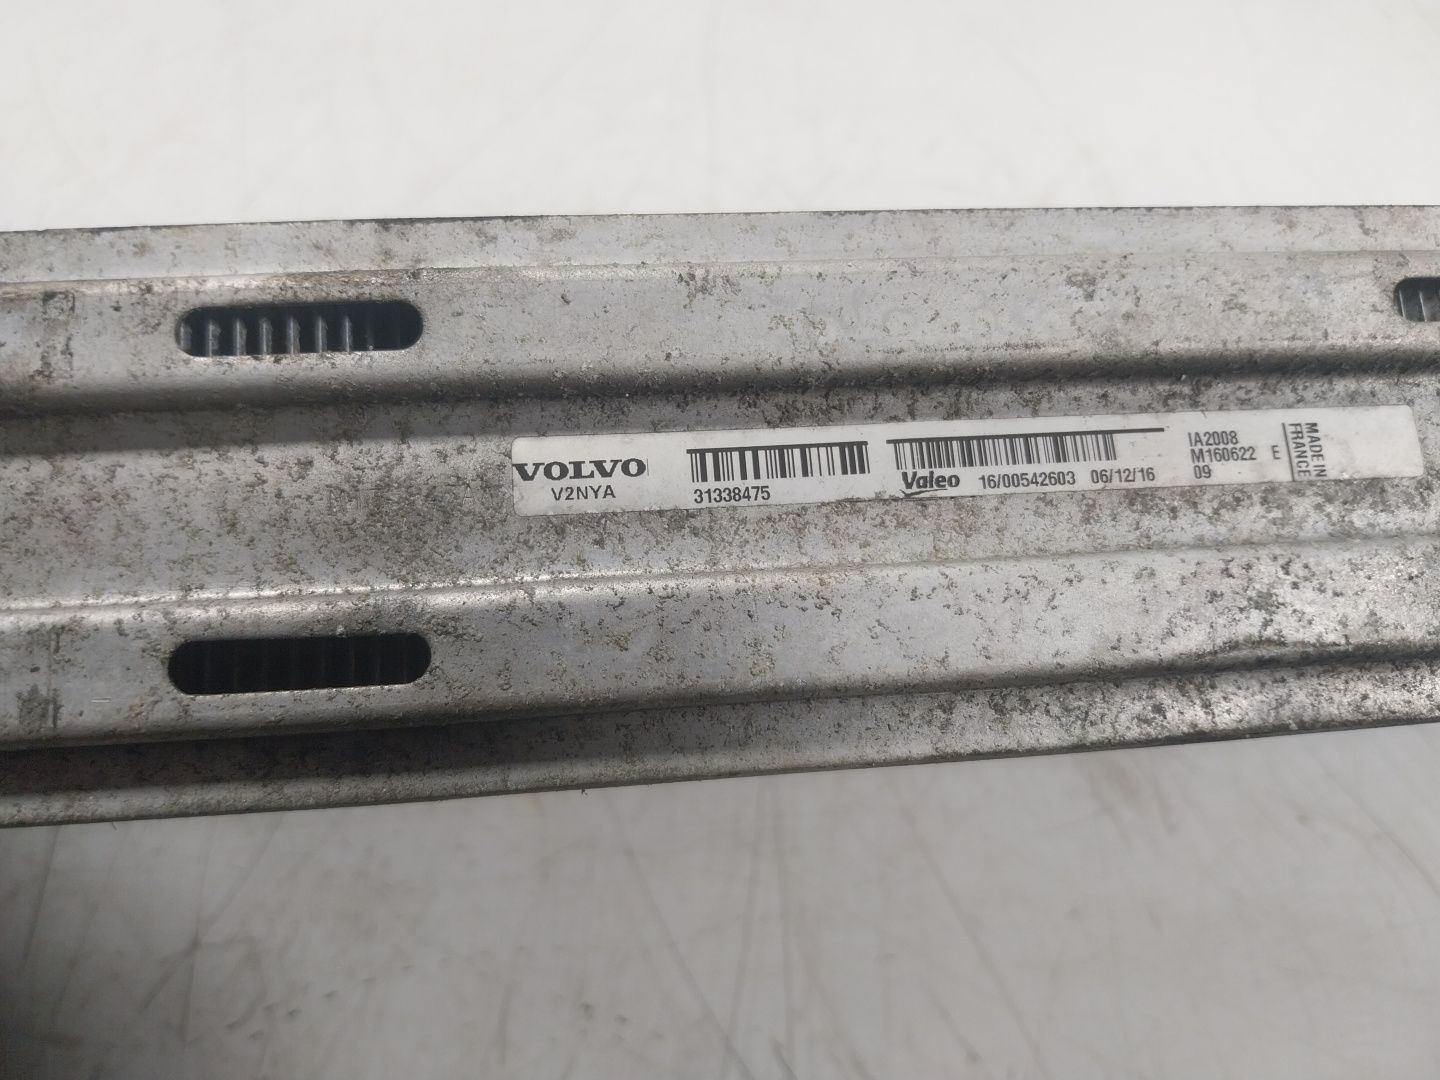 VOLVO
V2NYA
31338475
Valeo 16/00542603 06/12/16
IA2008
M160622 E
09
MADE IN
FRANCE